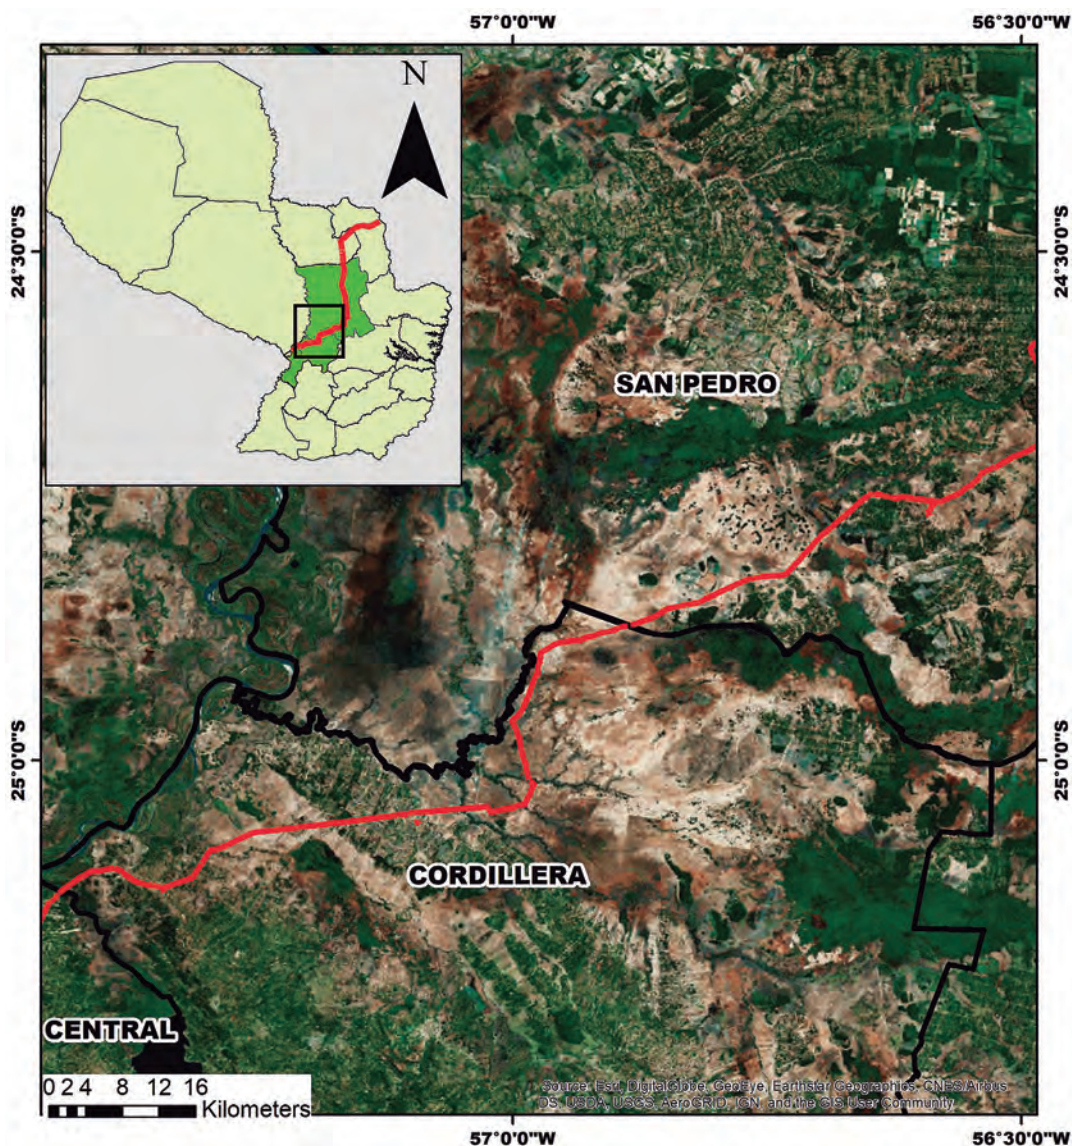 57°0'0"W
56°30'0"W
N
24°30'0"S
24°30'0"S
SAN PEDRO
25°0'0"S
25°0'0"S
CORDILLERA
CENTRAL
0 2 4 8 12 16
Kilometers
Source: Esri, DigitalGlobe, GeoEye, Earthstar Geographics, CNES/Airbus
DS, USDA, USGS, AeroGRID, IGN, and the GIS User Community
57°0'0"W
56°30'0"W